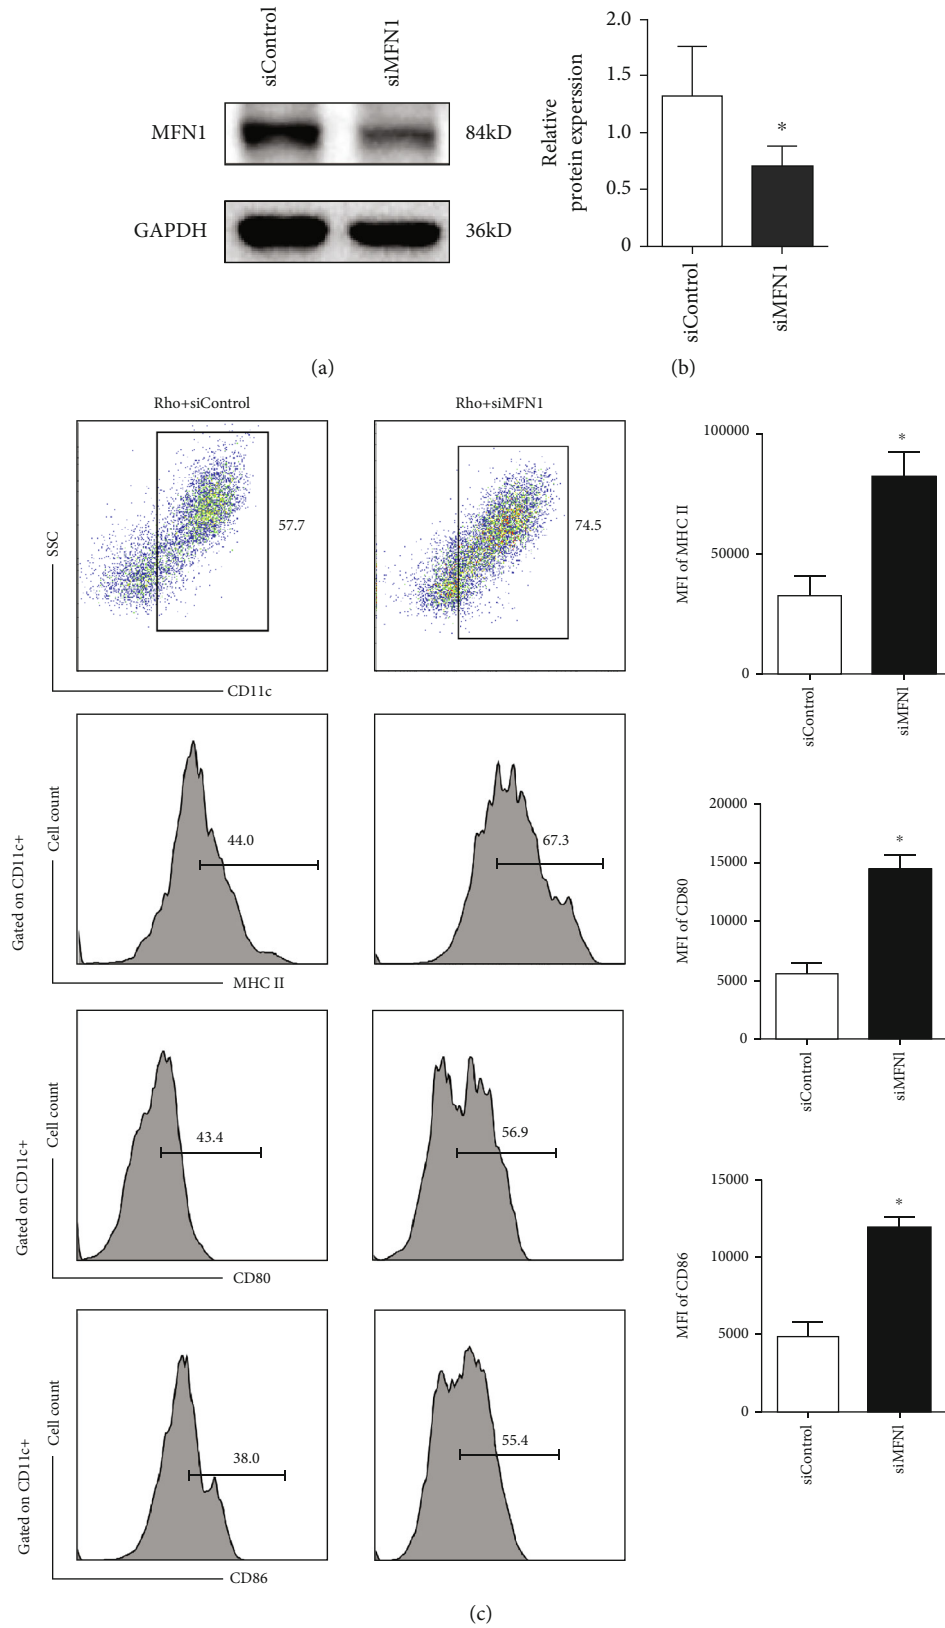 siControl
siMFN1
MFN1
84kD
GAPDH
36kD
(a)
Relative
protein experssion
2.0
1.5
1.0
0.5
0
*
siControl
siMFN1
(b)
Rho+siControl
Rho+siMFN1
SSC
57.7
74.5
CD11c
MFI of MHC II
100000
50000
0
*
siControl
siMFN1
Gated on CD11c+
Cell count
44.0
67.3
MHC II
MFI of CD80
20000
15000
10000
5000
0
*
siControl
siMFN1
Gated on CD11c+
Cell count
43.4
56.9
CD80
MFI of CD86
15000
10000
5000
0
*
siControl
siMFN1
Gated on CD11c+
Cell count
38.0
55.4
CD86
(c)